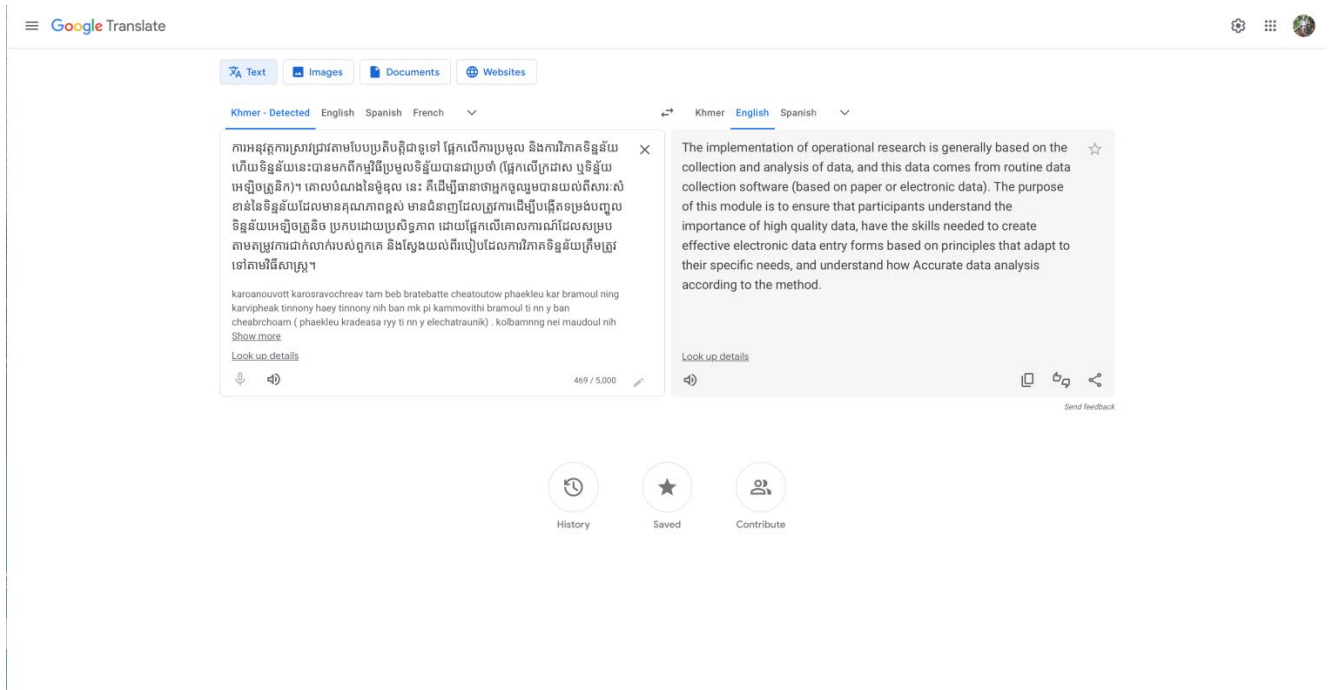 Google Translate
Text
Images
Documents
Websites
Khmer - Detected English Spanish French
Khmer English Spanish
ការអនុវត្តការស្រាវជ្រាវតាមបែបប្រតិបត្តិជាទូទៅ ផ្អែកលើការប្រមូល និងការវិភាគទិន្នន័យ
ហើយទិន្នន័យនេះបានមកពីកម្មវិធីប្រមូលទិន្ន័យបានជាប្រចាំ (ផ្អែកលើក្រដាស ឬទិន្ន័យ
អេឡិចត្រូនិក)។ គោលបំណងនៃម៉ូឌុល នេះ គឺដើម្បីធានាថាអ្នកចូលរួមបានយល់ពីសារៈសំ
ខាន់នៃទិន្នន័យដែលមានគុណភាពខ្ពស់ មានជំនាញដែលត្រូវការដើម្បីបង្កើតទម្រង់បញ្ចូល
ទិន្នន័យអេឡិចត្រូនិច ប្រកបដោយប្រសិទ្ធភាព ដោយផ្អែកលើគោលការណ៍ដែលសម្រប
តាមតម្រូវការជាក់លាក់របស់ពួកគេ និងស្វែងយល់ពីរបៀបដែលការវិភាគទិន្នន័យត្រឹមត្រូវ
ទៅតាមវិធីសាស្ត្រ។
karoanouvott karosravochreav tam beb bratebatte cheatoutow phaekleu kar bramoul ning
karvipheak tinnony haey tinnony nih ban mk pi kammovithi bramoul ti nn y ban
cheabrchoam ( phaekleu kradeasa ryy ti nn y elechatraunik) . kolbamnng nei maudoul nih
Show more
Look up details
469 / 5,000
The implementation of operational research is generally based on the
collection and analysis of data, and this data comes from routine data
collection software (based on paper or electronic data). The purpose
of this module is to ensure that participants understand the
importance of high quality data, have the skills needed to create
effective electronic data entry forms based on principles that adapt to
their specific needs, and understand how Accurate data analysis
according to the method.
Look up details
Send feedback
History
Saved
Contribute